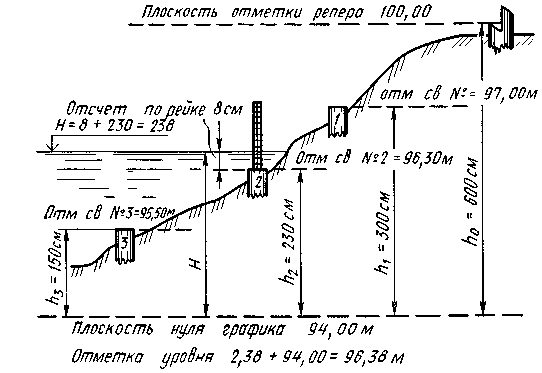 Плоскость отметки репера 100,00
Отсчет по рейке 8см
H = 8 + 230 = 238
отм св №= 97,00м
1
Отм св №2 = 96,30м
2
Отм св №3=95,50м
3
h₃ = 150см
H
h₂ = 230 см
h₁ = 300 см
h₀ = 600 см
Плоскость нуля графика 94,00 м
Отметка уровня 2,38 + 94,00 = 96,38 м